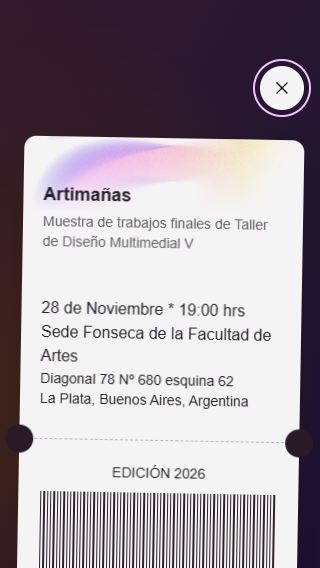 Artimañas
Muestra de trabajos finales de Taller
de Diseño Multimedial V
28 de Noviembre * 19:00 hrs
Sede Fonseca de la Facultad de
Artes
Diagonal 78 Nº 680 esquina 62
La Plata, Buenos Aires, Argentina
EDICIÓN 2026